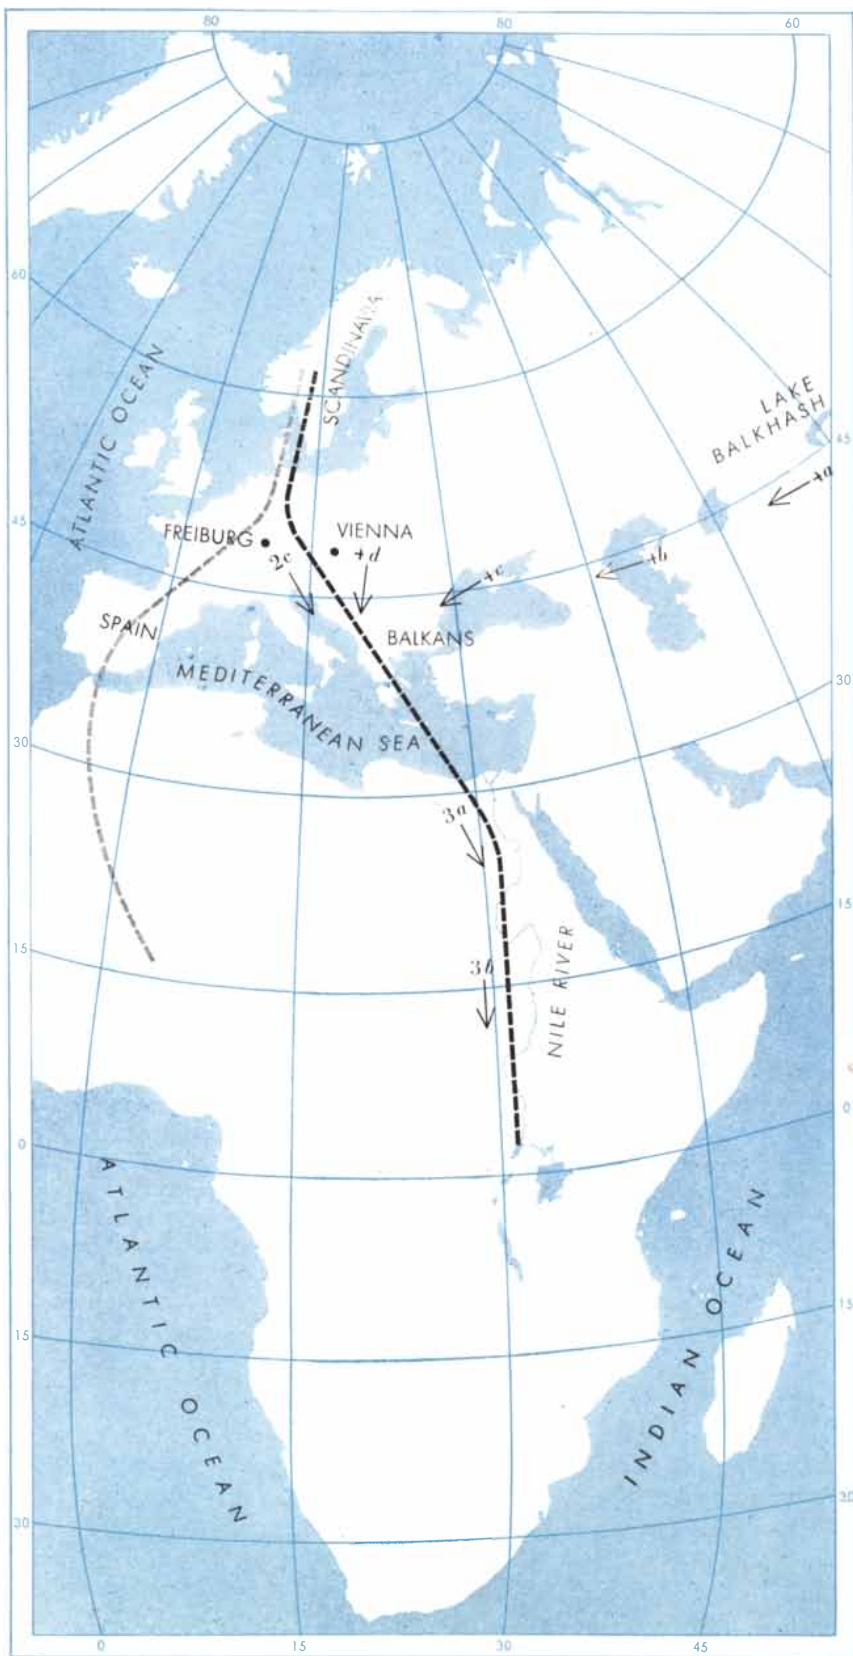 80
80
60
60
SCANDINAVIA
ATLANTIC OCEAN
LAKE
BALKHASH
45
4a
45
FREIBURG
VIENNA
2c
4d
4c
4b
SPAIN
BALKANS
MEDITERRANEAN SEA
30
30
3a
15
15
3b
NILE RIVER
0
0
ATLANTIC OCEAN
INDIAN OCEAN
15
15
30
30
0
15
30
45